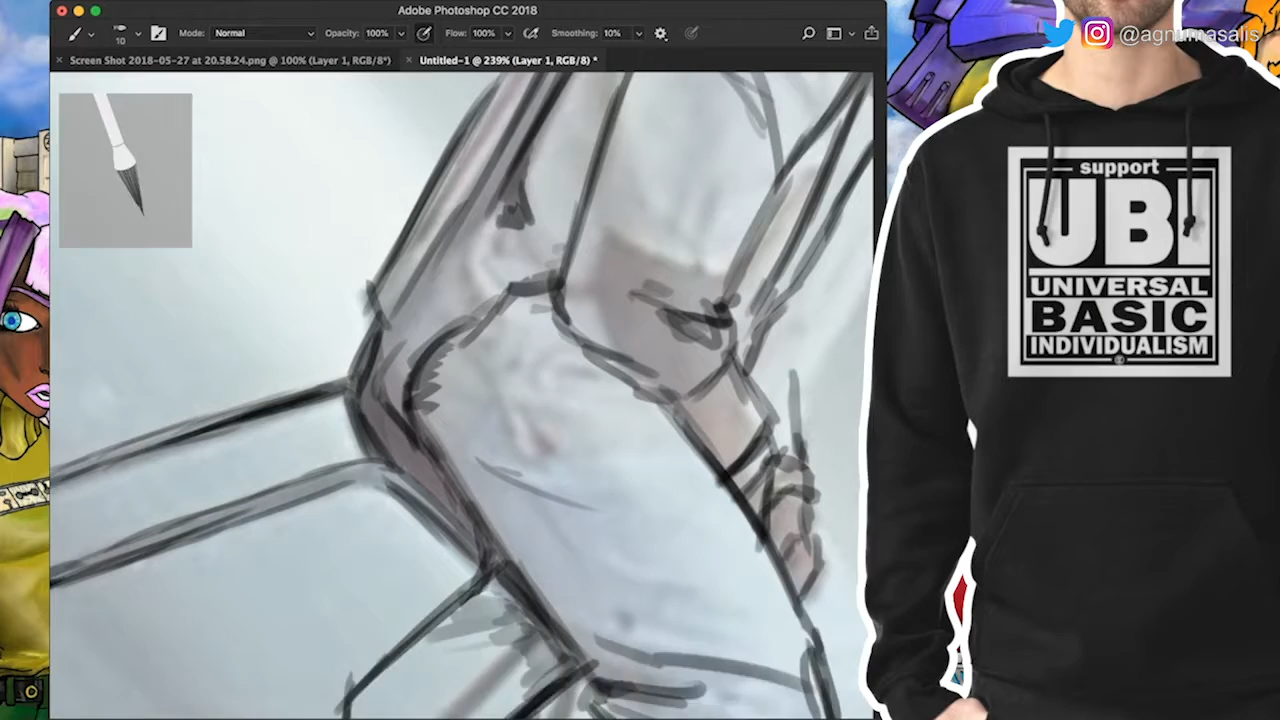 Adobe Photoshop CC 2018
10
Mode: Normal
Opacity: 100%
Flow: 100%
Smoothing: 10%
Screen Shot 2018-05-27 at 20.58.24.png @ 100% (Layer 1, RGB/8*)
Untitled-1 @ 239% (Layer 1, RGB/8) *
@agnumasalis
support
UBI
UNIVERSAL
BASIC
INDIVIDUALISM